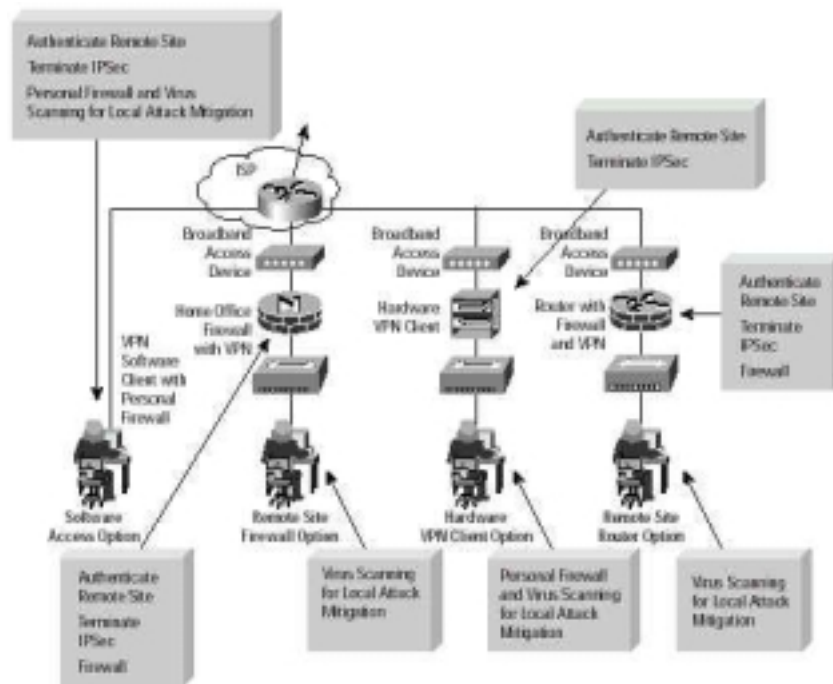 Authenticate Remote Site
Terminate IPSec
Personal Firewall and Virus
Scanning for Local Attack Mitigation
Authenticate Remote Site
Terminate IPSec
ISP
Broadband
Access
Device
Broadband
Access
Device
Broadband
Access
Device
Home Office
Firewall
with VPN
Hardware
VPN Client
Router with
Firewall
and VPN
Authenticate
Remote Site
Terminate
IPSec
Firewall
VPN
Software
Client with
Personal
Firewall
Software
Access Option
Remote Site
Firewall Option
Hardware
VPN Client Option
Remote Site
Router Option
Authenticate
Remote Site
Terminate
IPSec
Firewall
Virus Scanning
for Local Attack
Mitigation
Personal Firewall
and Virus Scanning
for Local Attack
Mitigation
Virus Scanning
for Local Attack
Mitigation